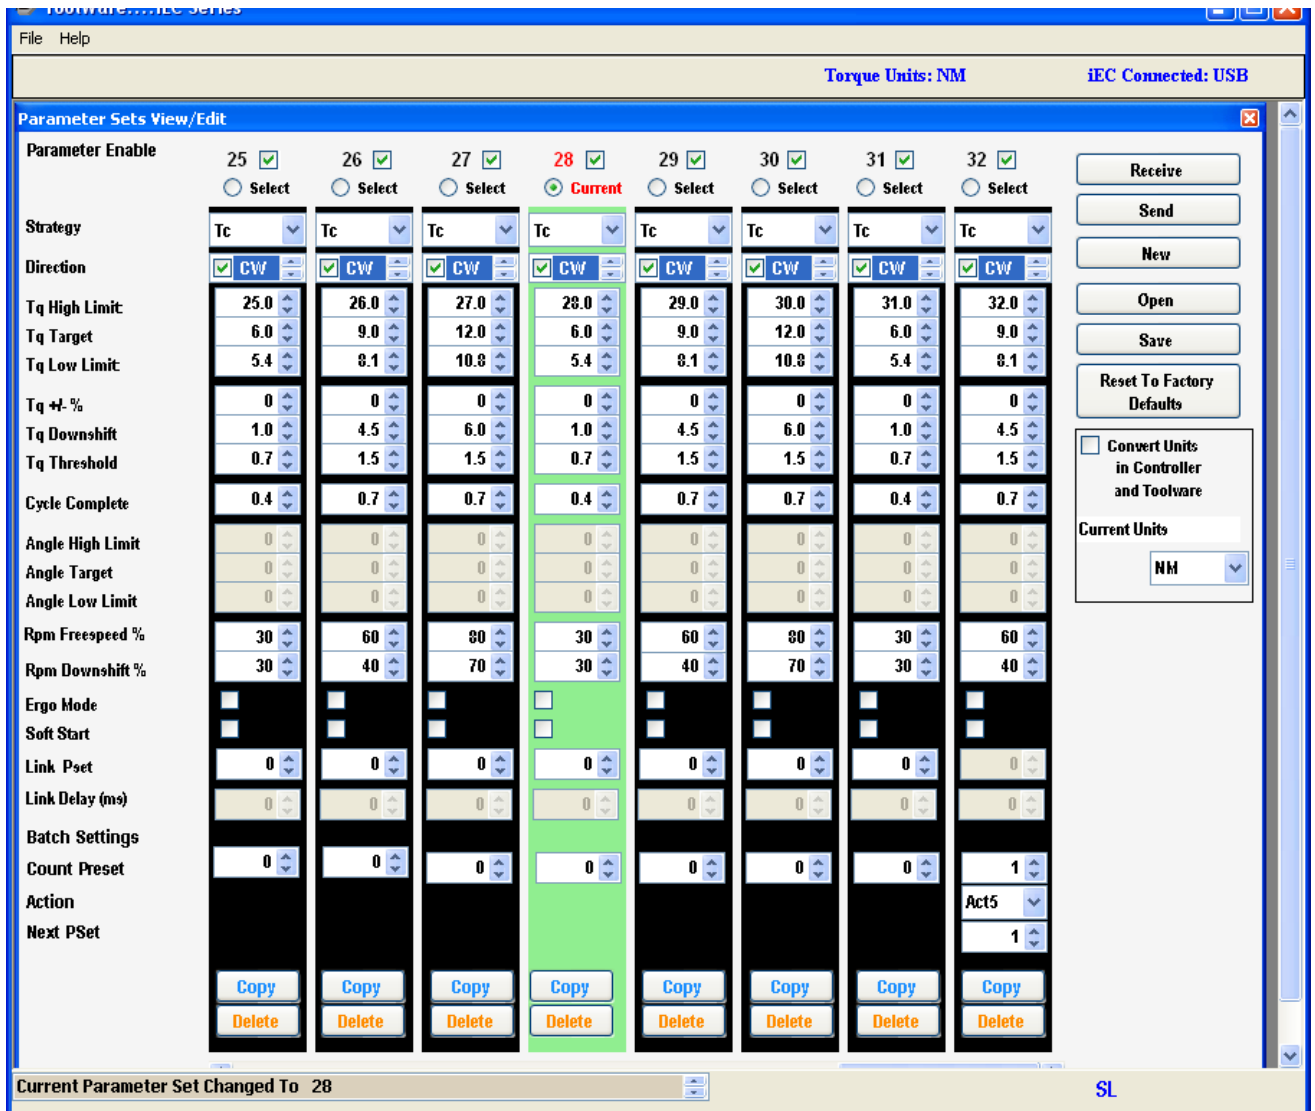 ToolWare....iEC Series
File Help
Torque Units: NM iEC Connected: USB
Parameter Sets View/Edit
Parameter Enable 25 26 27 28 29 30 31 32
Select Select Select Current Select Select Select Select
Receive
Send
Strategy Tc Tc Tc Tc Tc Tc Tc Tc
New
Direction CW CW CW CW CW CW CW CW
Tq High Limit: 25.0 26.0 27.0 28.0 29.0 30.0 31.0 32.0
Open
Tq Target 6.0 9.0 12.0 6.0 9.0 12.0 6.0 9.0
Save
Tq Low Limit: 5.4 8.1 10.8 5.4 8.1 10.8 5.4 8.1
Reset To Factory
Defaults
Tq +/- % 0 0 0 0 0 0 0 0
Tq Downshift 1.0 4.5 6.0 1.0 4.5 6.0 1.0 4.5
Tq Threshold 0.7 1.5 1.5 0.7 1.5 1.5 0.7 1.5
Convert Units
in Controller
and Toolware
Cycle Complete 0.4 0.7 0.7 0.4 0.7 0.7 0.4 0.7
Current Units
NM
Angle High Limit 0 0 0 0 0 0 0 0
Angle Target 0 0 0 0 0 0 0 0
Angle Low Limit 0 0 0 0 0 0 0 0
Rpm Freespeed % 30 60 80 30 60 80 30 60
Rpm Downshift % 30 40 70 30 40 70 30 40
Ergo Mode
Soft Start
Link Pset 0 0 0 0 0 0 0 0
Link Delay (ms) 0 0 0 0 0 0 0 0
Batch Settings
Count Preset 0 0 0 0 0 0 0 1
Action Act5
Next PSet 1
Copy Copy Copy Copy Copy Copy Copy Copy
Delete Delete Delete Delete Delete Delete Delete Delete
Current Parameter Set Changed To 28
SL